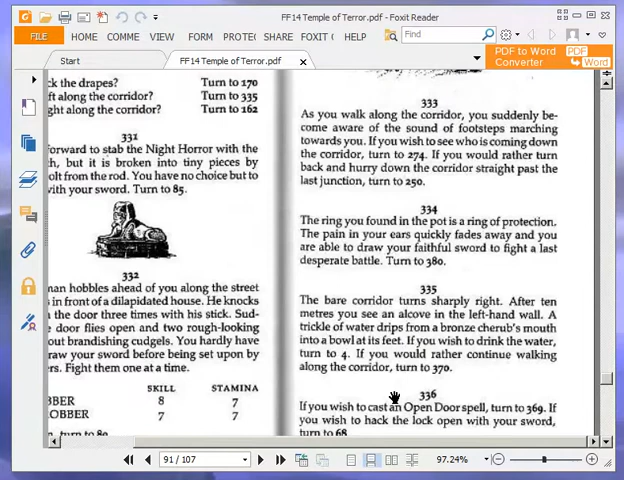 FF14 Temple of Terror.pdf - Foxit Reader
FILE HOME COMME VIEW FORM PROTEC SHARE FOXIT C HELP Find
Start
FF14 Temple of Terror.pdf
PDF to Word
Converter
PDF
Word
ck the drapes? Turn to 170
ft along the corridor? Turn to 335
ght along the corridor? Turn to 162
331
forward to stab the Night Horror with the
h, but it is broken into tiny pieces by
olt from the rod. You have no choice but to
with your sword. Turn to 85.
332
man hobbles ahead of you along the street
s in front of a dilapidated house. He knocks
the door three times with his stick. Sud-
e door flies open and two rough-looking
out brandishing cudgels. You hardly have
raw your sword before being set upon by
ers. Fight them one at a time.
SKILL STAMINA
BBER 8 7
ROBBER 7 7
333
As you walk along the corridor, you suddenly be-
come aware of the sound of footsteps marching
towards you. If you wish to see who is coming down
the corridor, turn to 274. If you would rather turn
back and hurry down the corridor straight past the
last junction, turn to 250.
334
The ring you found in the pot is a ring of protection.
The pain in your ears quickly fades away and you
are able to draw your faithful sword to fight a last
desperate battle. Turn to 380.
335
The bare corridor turns sharply right. After ten
metres you see an alcove in the left-hand wall. A
trickle of water drips from a bronze cherub's mouth
into a bowl at its feet. If you wish to drink the water,
turn to 4. If you would rather continue walking
along the corridor, turn to 370.
336
If you wish to cast an Open Door spell, turn to 369. If
you wish to hack the lock open with your sword,
turn to 68
91 / 107
97.24%